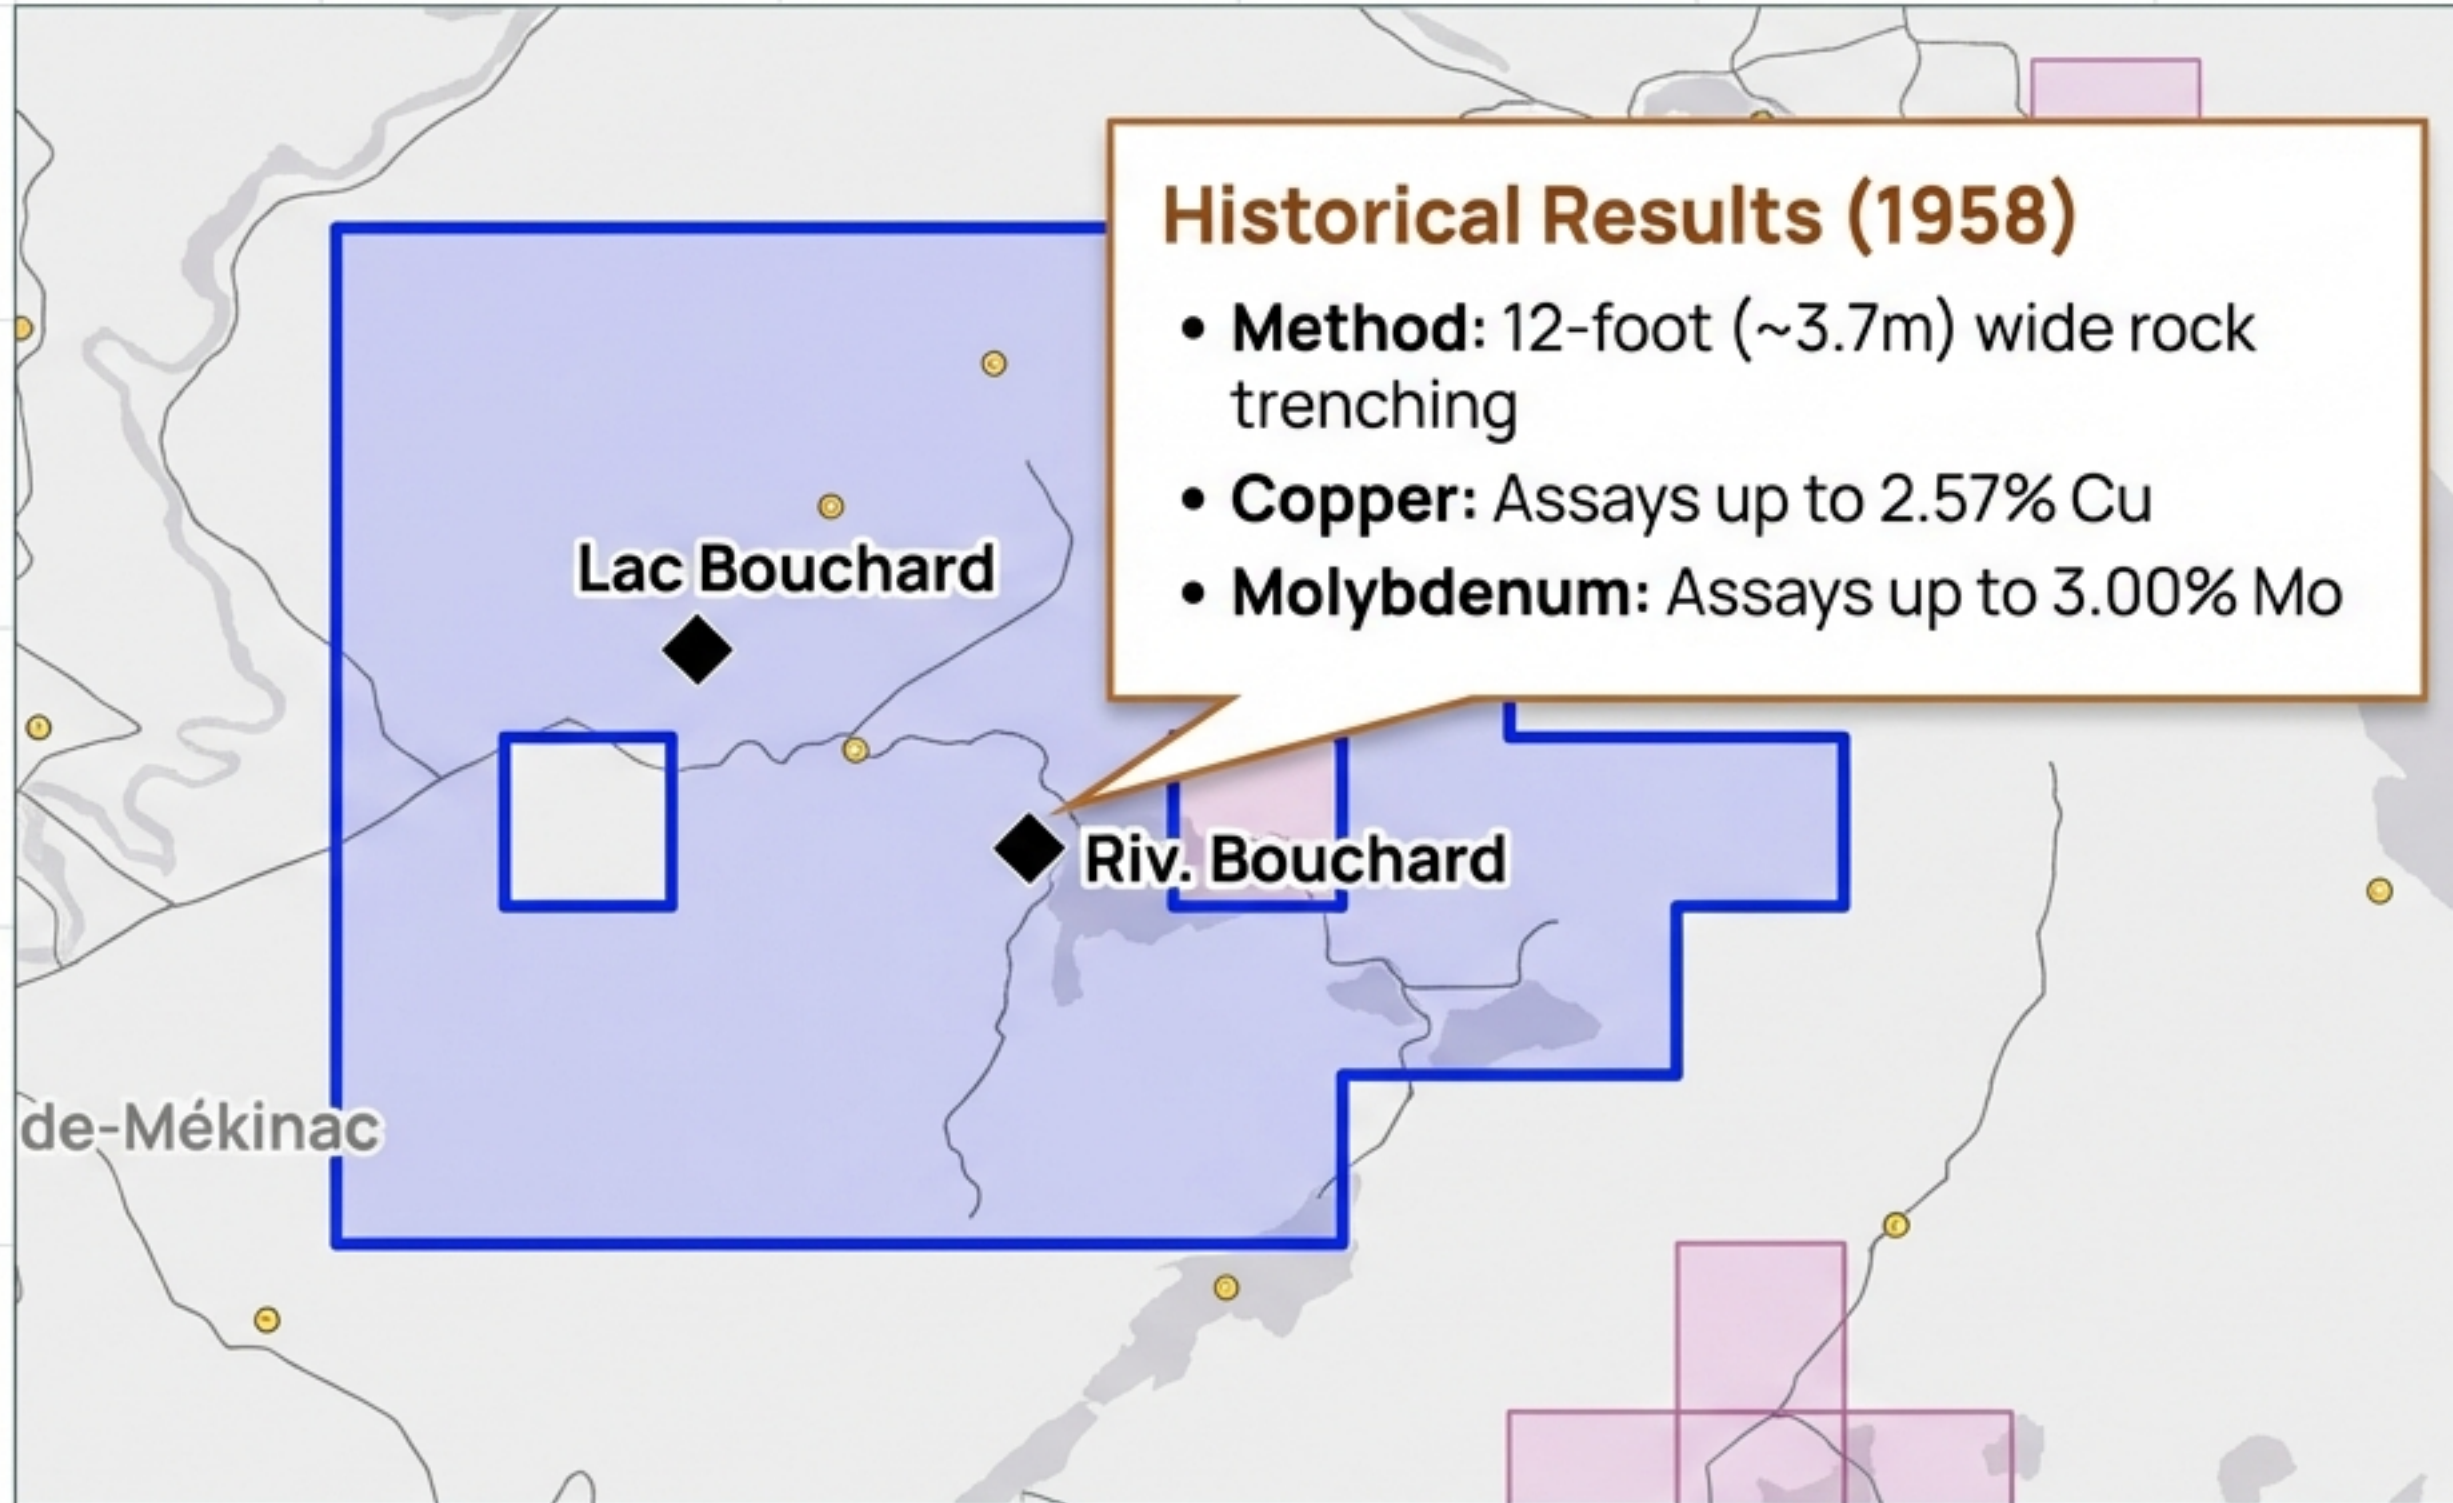 Historical Results (1958)
• Method: 12-foot (~3.7m) wide rock
trenching
• Copper: Assays up to 2.57% Cu
• Molybdenum: Assays up to 3.00% Mo
Lac Bouchard
Riv. Bouchard
de-Mékinac